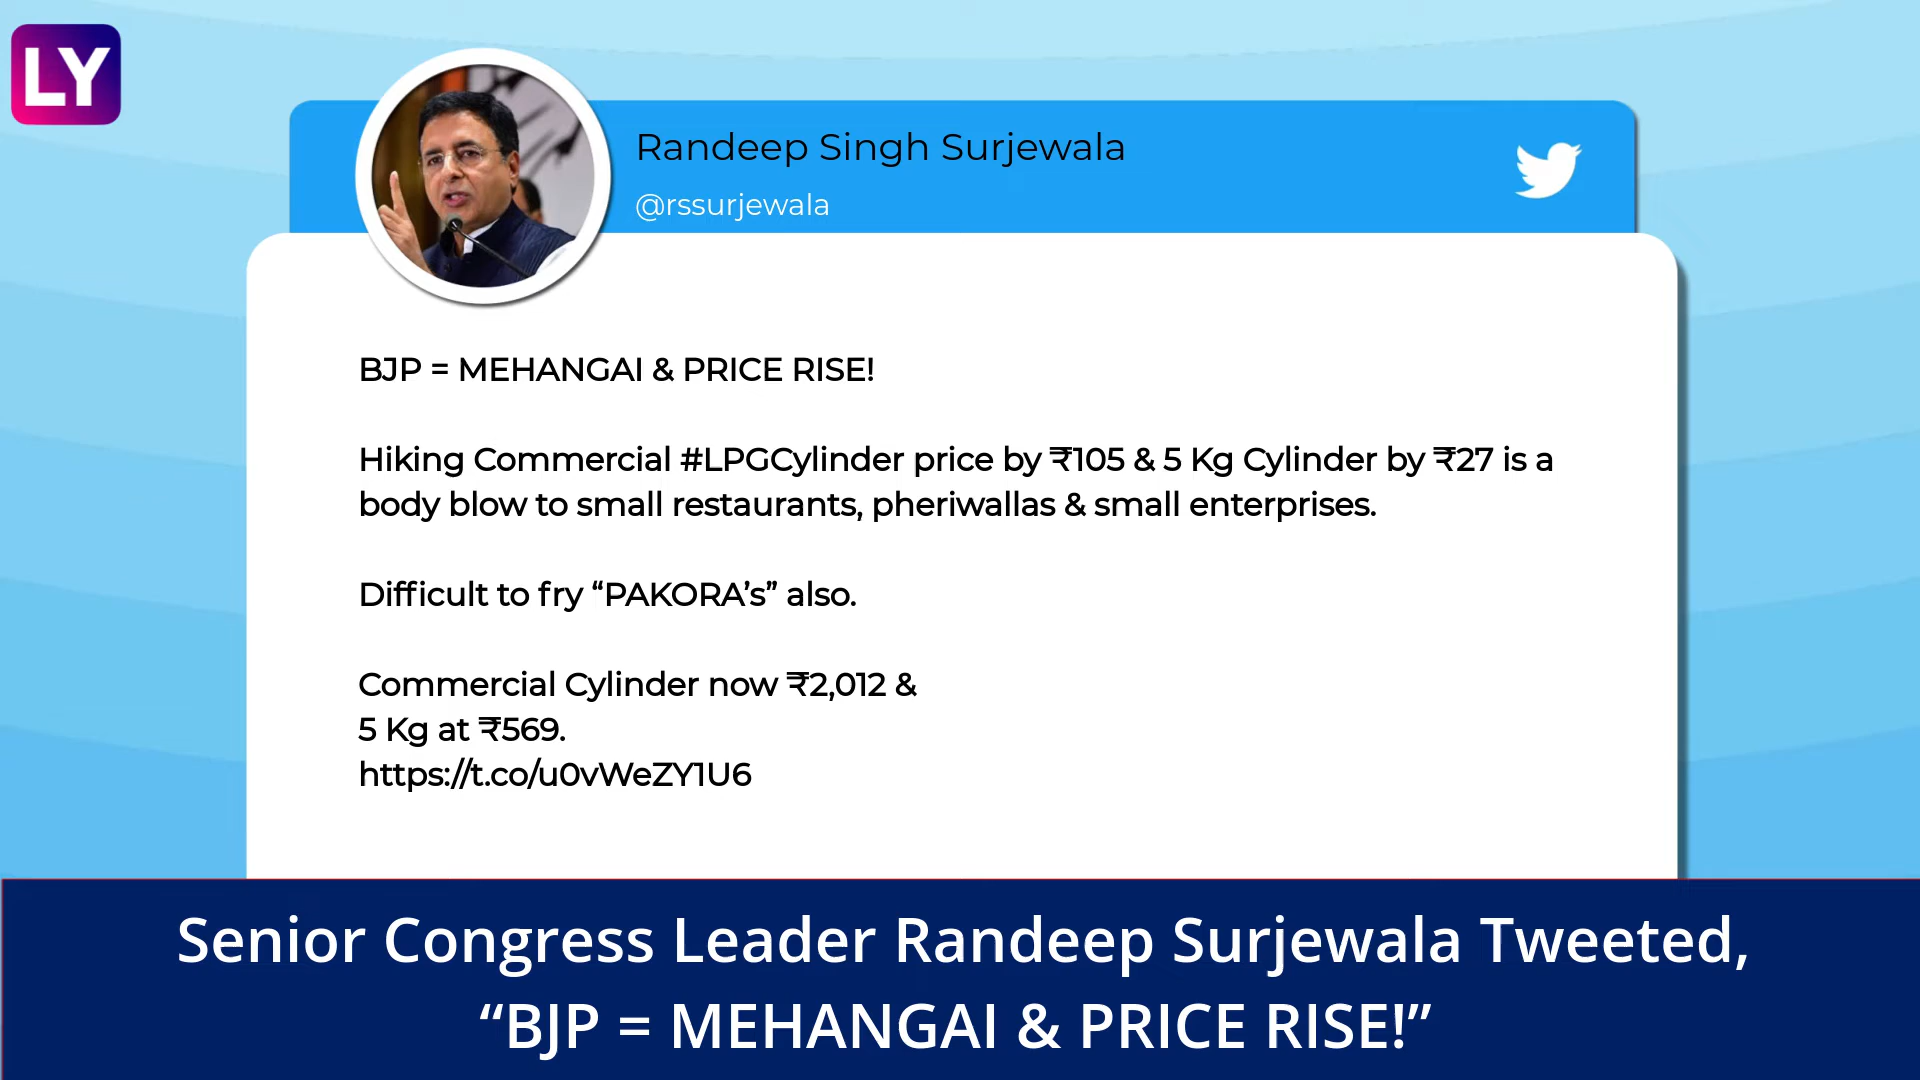 LY
Randeep Singh Surjewala
@rssurjewala
BJP = MEHANGAI & PRICE RISE!
Hiking Commercial #LPGCylinder price by ₹105 & 5 Kg Cylinder by ₹27 is a
body blow to small restaurants, pheriwallas & small enterprises.
Difficult to fry “PAKORA’s” also.
Commercial Cylinder now ₹2,012 &
5 Kg at ₹569.
https://t.co/u0vWeZY1U6
Senior Congress Leader Randeep Surjewala Tweeted,
“BJP = MEHANGAI & PRICE RISE!”